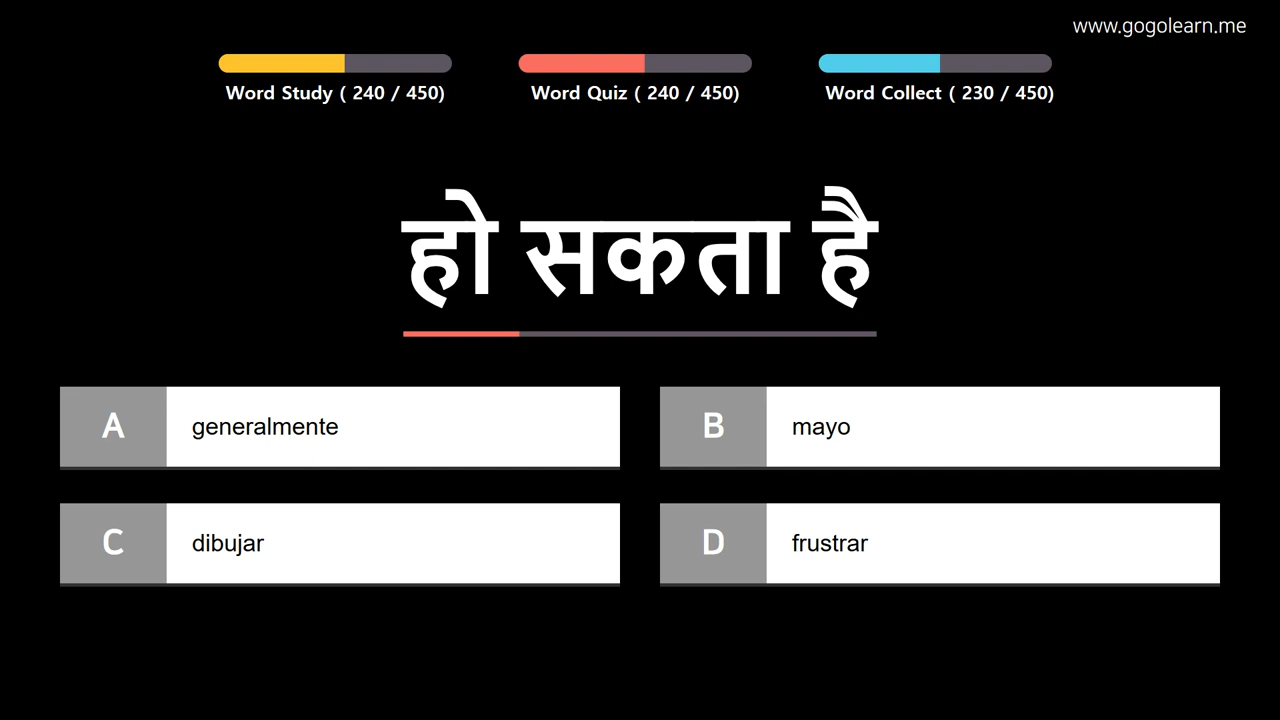 www.gogolearn.me
Word Study ( 240 / 450)
Word Quiz ( 240 / 450)
Word Collect ( 230 / 450)
हो सकता है
A generalmente
B mayo
C dibujar
D frustrar